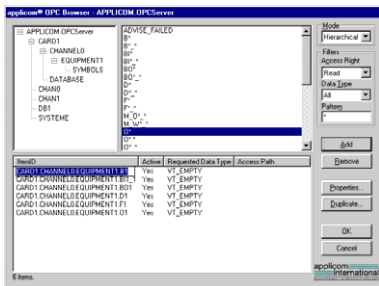 applicom® OPC Browser - APPLICOM.OPCServer
APPLICOM.OPCServer
CARD1
CHANNEL0
EQUIPMENT1
SYMBOLS
DATABASE
CHAN0
CHAN1
DB1
SYSTEME
ADVISE_FAILED
B*
B*_*
BI*
BI*_*
BO*
BO*_*
D*
D*_*
F*
F*_*
M_O*_*
M_W*_*
O*
O*_*
Mode
Hierarchical
Filters
Access Right
Read
Data Type
All
Pattern
*
Add
Remove
Properties...
Duplicate...
OK
Cancel
ItemID Active Requested Data Type Access Path
CARD1.CHANNEL0.EQUIPMENT1.B1 Yes VT_EMPTY
CARD1.CHANNEL0.EQUIPMENT1.BI1_1 Yes VT_EMPTY
CARD1.CHANNEL0.EQUIPMENT1.BO1 Yes VT_EMPTY
CARD1.CHANNEL0.EQUIPMENT1.D1 Yes VT_EMPTY
CARD1.CHANNEL0.EQUIPMENT1.F1 Yes VT_EMPTY
CARD1.CHANNEL0.EQUIPMENT1.O1 Yes VT_EMPTY
6 items.
applicom
international